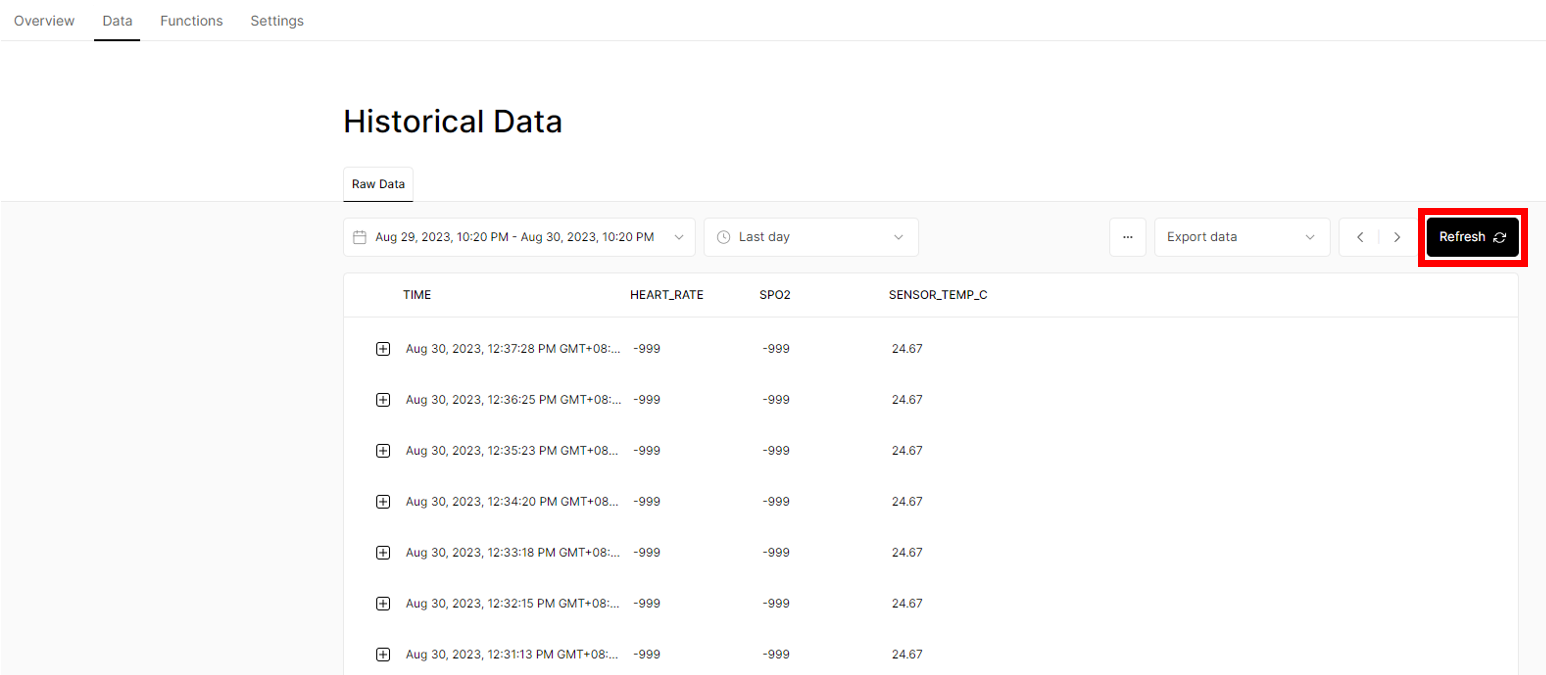 Overview Data Functions Settings
Historical Data
Raw Data
Aug 29, 2023, 10:20 PM - Aug 30, 2023, 10:20 PM Last day ... Export data Refresh
TIME HEART_RATE SPO2 SENSOR_TEMP_C
Aug 30, 2023, 12:37:28 PM GMT+08:... -999 -999 24.67
Aug 30, 2023, 12:36:25 PM GMT+08:... -999 -999 24.67
Aug 30, 2023, 12:35:23 PM GMT+08... -999 -999 24.67
Aug 30, 2023, 12:34:20 PM GMT+08... -999 -999 24.67
Aug 30, 2023, 12:33:18 PM GMT+08:... -999 -999 24.67
Aug 30, 2023, 12:32:15 PM GMT+08:... -999 -999 24.67
Aug 30, 2023, 12:31:13 PM GMT+08:... -999 -999 24.67